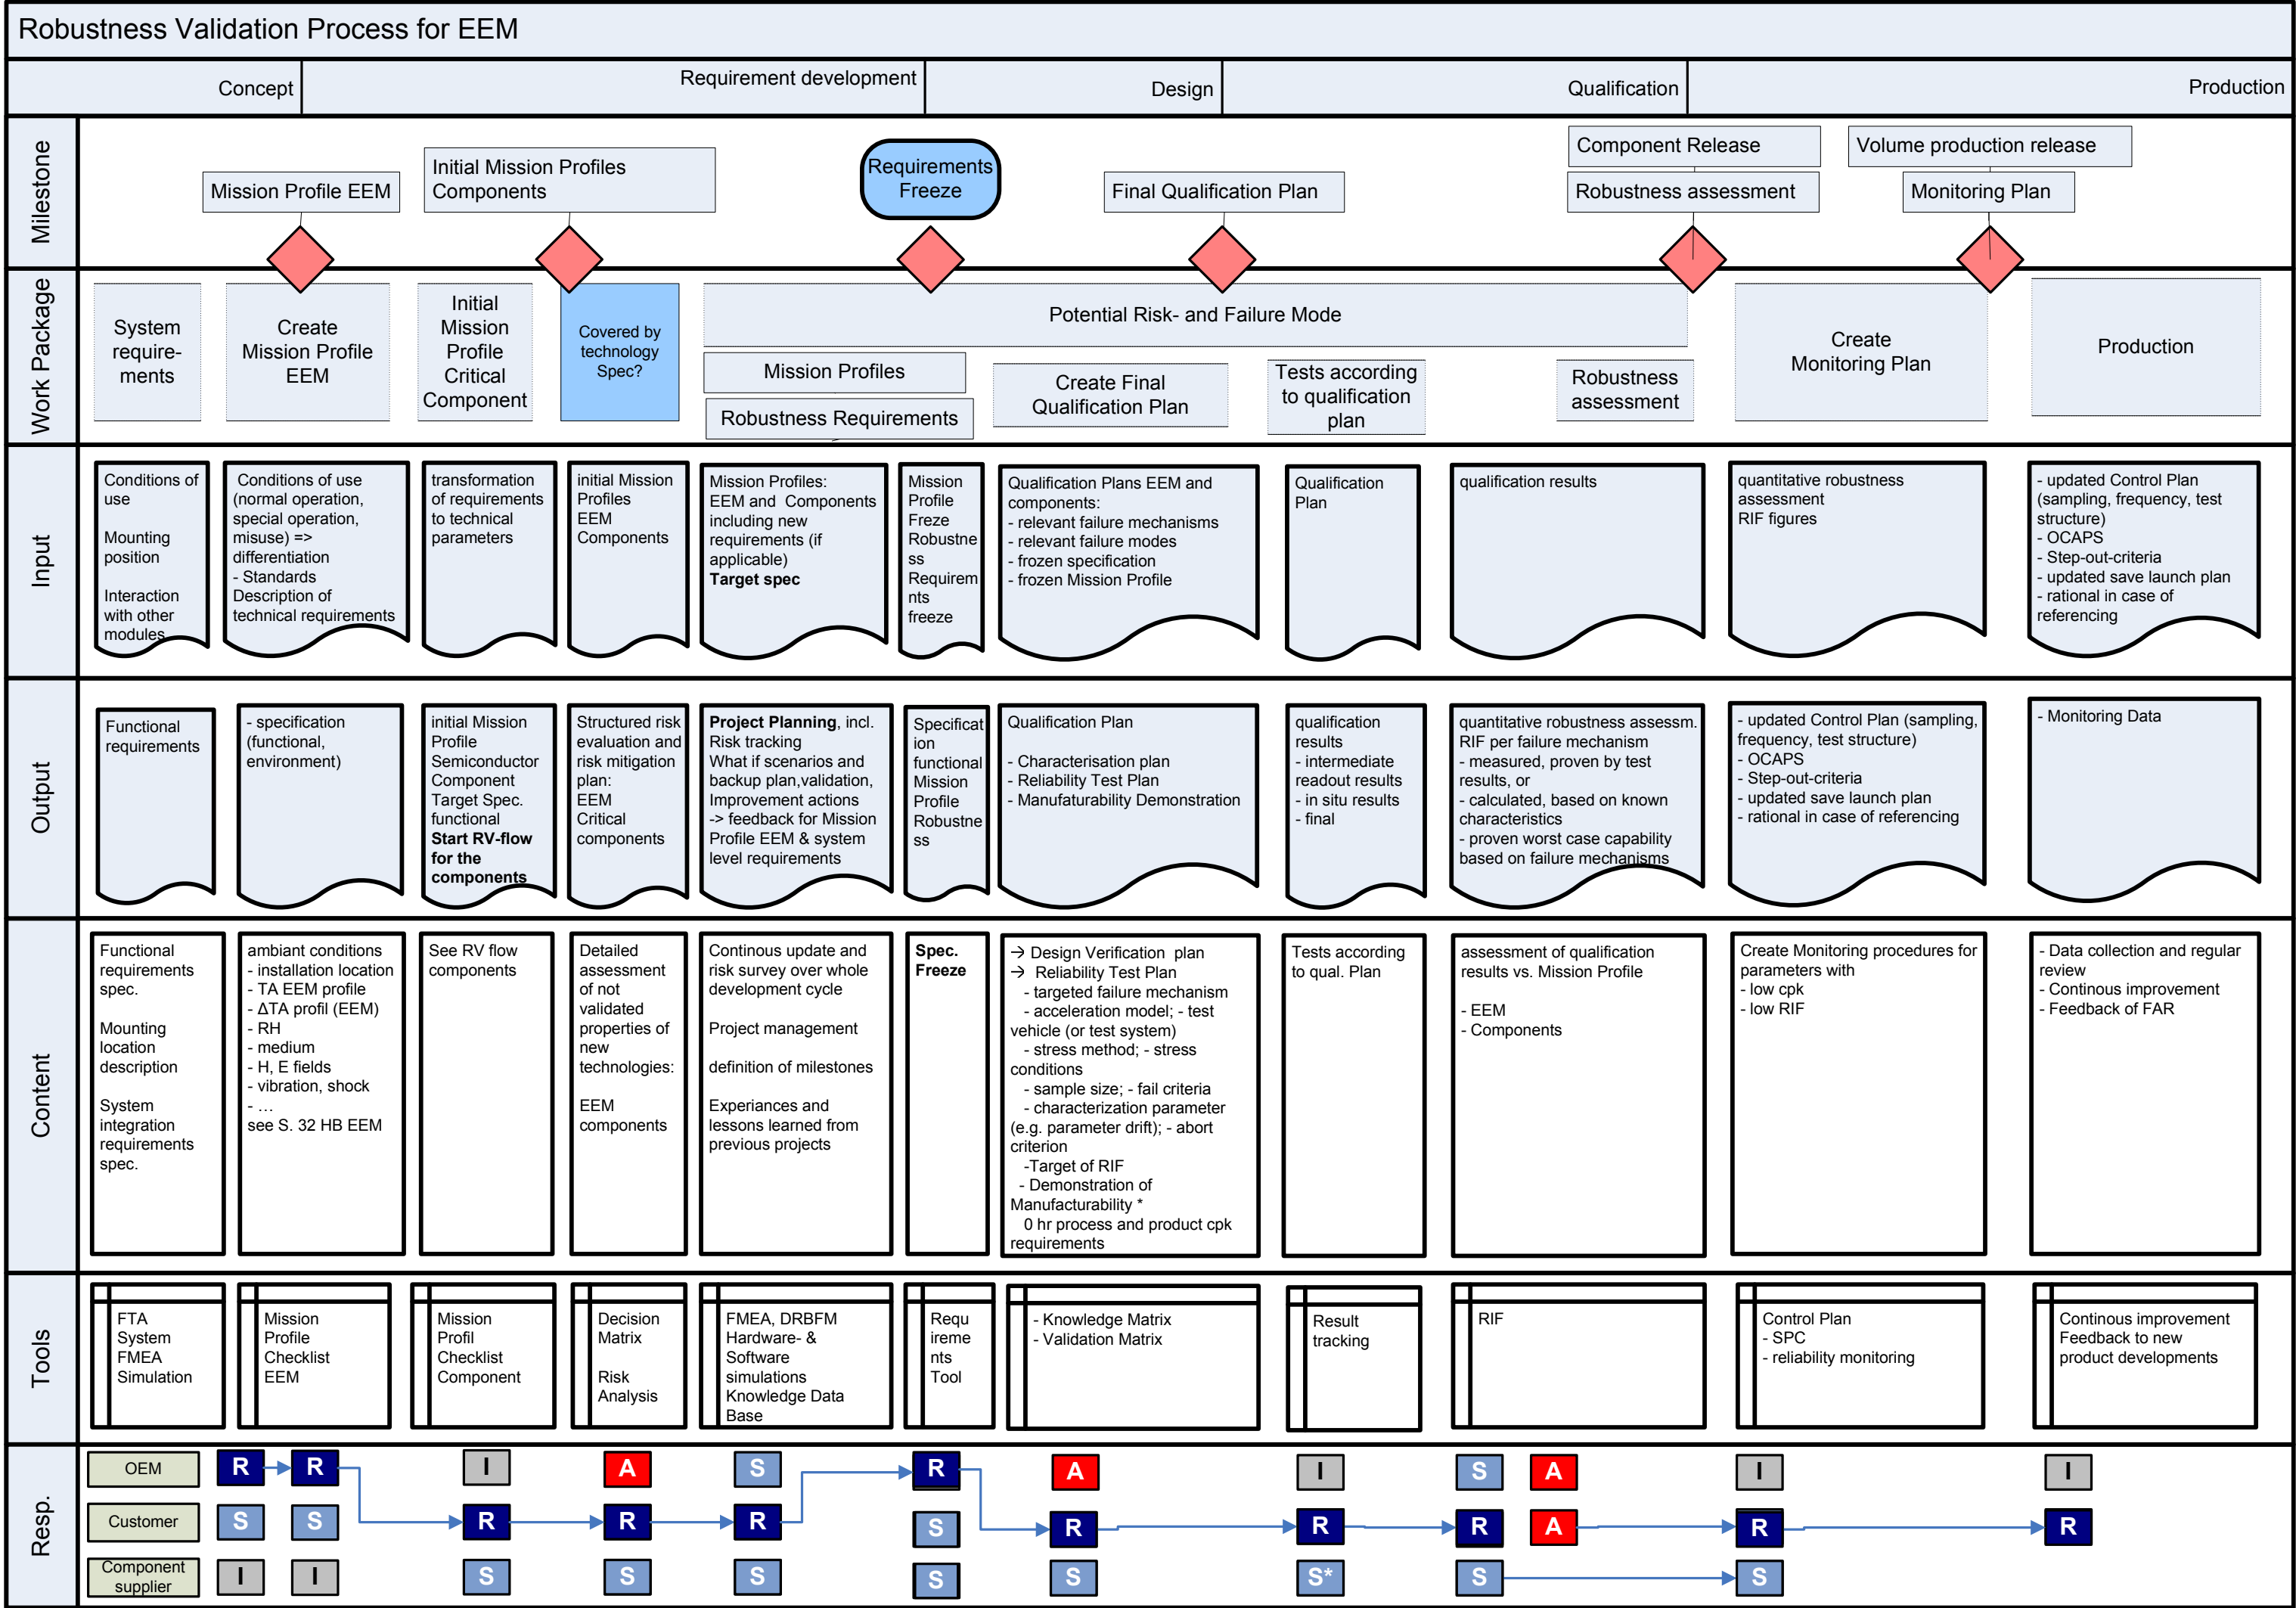 Robustness Validation Process for EEM
Concept
Requirement development
Design
Qualification
Production
Milestone
Mission Profile EEM
Initial Mission Profiles
Components
Requirements
Freeze
Final Qualification Plan
Component Release
Robustness assessment
Volume production release
Monitoring Plan
Work Package
System
require-
ments
Create
Mission Profile
EEM
Initial
Mission
Profile
Critical
Component
Covered by
technology
Spec?
Potential Risk- and Failure Mode
Mission Profiles
Robustness Requirements
Create Final
Qualification Plan
Tests according
to qualification
plan
Robustness
assessment
Create
Monitoring Plan
Production
Input
Conditions of
use
Mounting
position
Interaction
with other
modules
Conditions of use
(normal operation,
special operation,
misuse) =>
differentiation
- Standards
Description of
technical requirements
transformation
of requirements
to technical
parameters
initial Mission
Profiles
EEM
Components
Mission Profiles:
EEM and Components
including new
requirements (if
applicable)
Target spec
Mission
Profile
Freze
Robustne
ss
Requirem
nts
freeze
Qualification Plans EEM and
components:
- relevant failure mechanisms
- relevant failure modes
- frozen specification
- frozen Mission Profile
Qualification
Plan
qualification results
quantitative robustness
assessment
RIF figures
- updated Control Plan
(sampling, frequency, test
structure)
- OCAPS
- Step-out-criteria
- updated save launch plan
- rational in case of
referencing
Output
Functional
requirements
- specification
(functional,
environment)
initial Mission
Profile
Semiconductor
Component
Target Spec.
functional
Start RV-flow
for the
components
Structured risk
evaluation and
risk mitigation
plan:
EEM
Critical
components
Project Planning, incl.
Risk tracking
What if scenarios and
backup plan,validation,
Improvement actions
-> feedback for Mission
Profile EEM & system
level requirements
Specificat
ion
functional
Mission
Profile
Robustne
ss
Qualification Plan
- Characterisation plan
- Reliability Test Plan
- Manufaturability Demonstration
qualification
results
- intermediate
readout results
- in situ results
- final
quantitative robustness assessm.
RIF per failure mechanism
- measured, proven by test
results, or
- calculated, based on known
characteristics
- proven worst case capability
based on failure mechanisms
- updated Control Plan (sampling,
frequency, test structure)
- OCAPS
- Step-out-criteria
- updated save launch plan
- rational in case of referencing
- Monitoring Data
Content
Functional
requirements
spec.
Mounting
location
description
System
integration
requirements
spec.
ambiant conditions
- installation location
- TA EEM profile
- ΔTA profil (EEM)
- RH
- medium
- H, E fields
- vibration, shock
- …
see S. 32 HB EEM
See RV flow
components
Detailed
assessment
of not
validated
properties of
new
technologies:
EEM
components
Continous update and
risk survey over whole
development cycle
Project management
definition of milestones
Experiances and
lessons learned from
previous projects
Spec.
Freeze
→ Design Verification plan
→ Reliability Test Plan
- targeted failure mechanism
- acceleration model; - test
vehicle (or test system)
- stress method; - stress
conditions
- sample size; - fail criteria
- characterization parameter
(e.g. parameter drift); - abort
criterion
-Target of RIF
- Demonstration of
Manufacturability *
0 hr process and product cpk
requirements
Tests according
to qual. Plan
assessment of qualification
results vs. Mission Profile
- EEM
- Components
Create Monitoring procedures for
parameters with
- low cpk
- low RIF
- Data collection and regular
review
- Continous improvement
- Feedback of FAR
Tools
FTA
System
FMEA
Simulation
Mission
Profile
Checklist
EEM
Mission
Profil
Checklist
Component
Decision
Matrix
Risk
Analysis
FMEA, DRBFM
Hardware- &
Software
simulations
Knowledge Data
Base
Requ
ireme
nts
Tool
- Knowledge Matrix
- Validation Matrix
Result
tracking
RIF
Control Plan
- SPC
- reliability monitoring
Continous improvement
Feedback to new
product developments
Resp.
OEM
R R I A S R A I S A I I
Customer
S S R R R S R R R A R R
Component
supplier
I I S S S S S S* S S